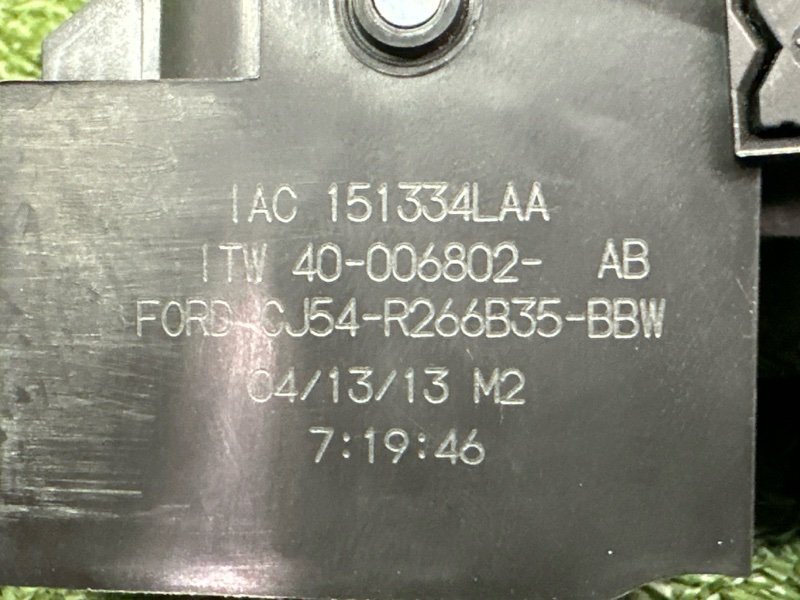 IAC 151334LAA
ITW 40-006802- AB
FORD CJ54-R266B35-BBW
04/13/13 M2
7:19:46